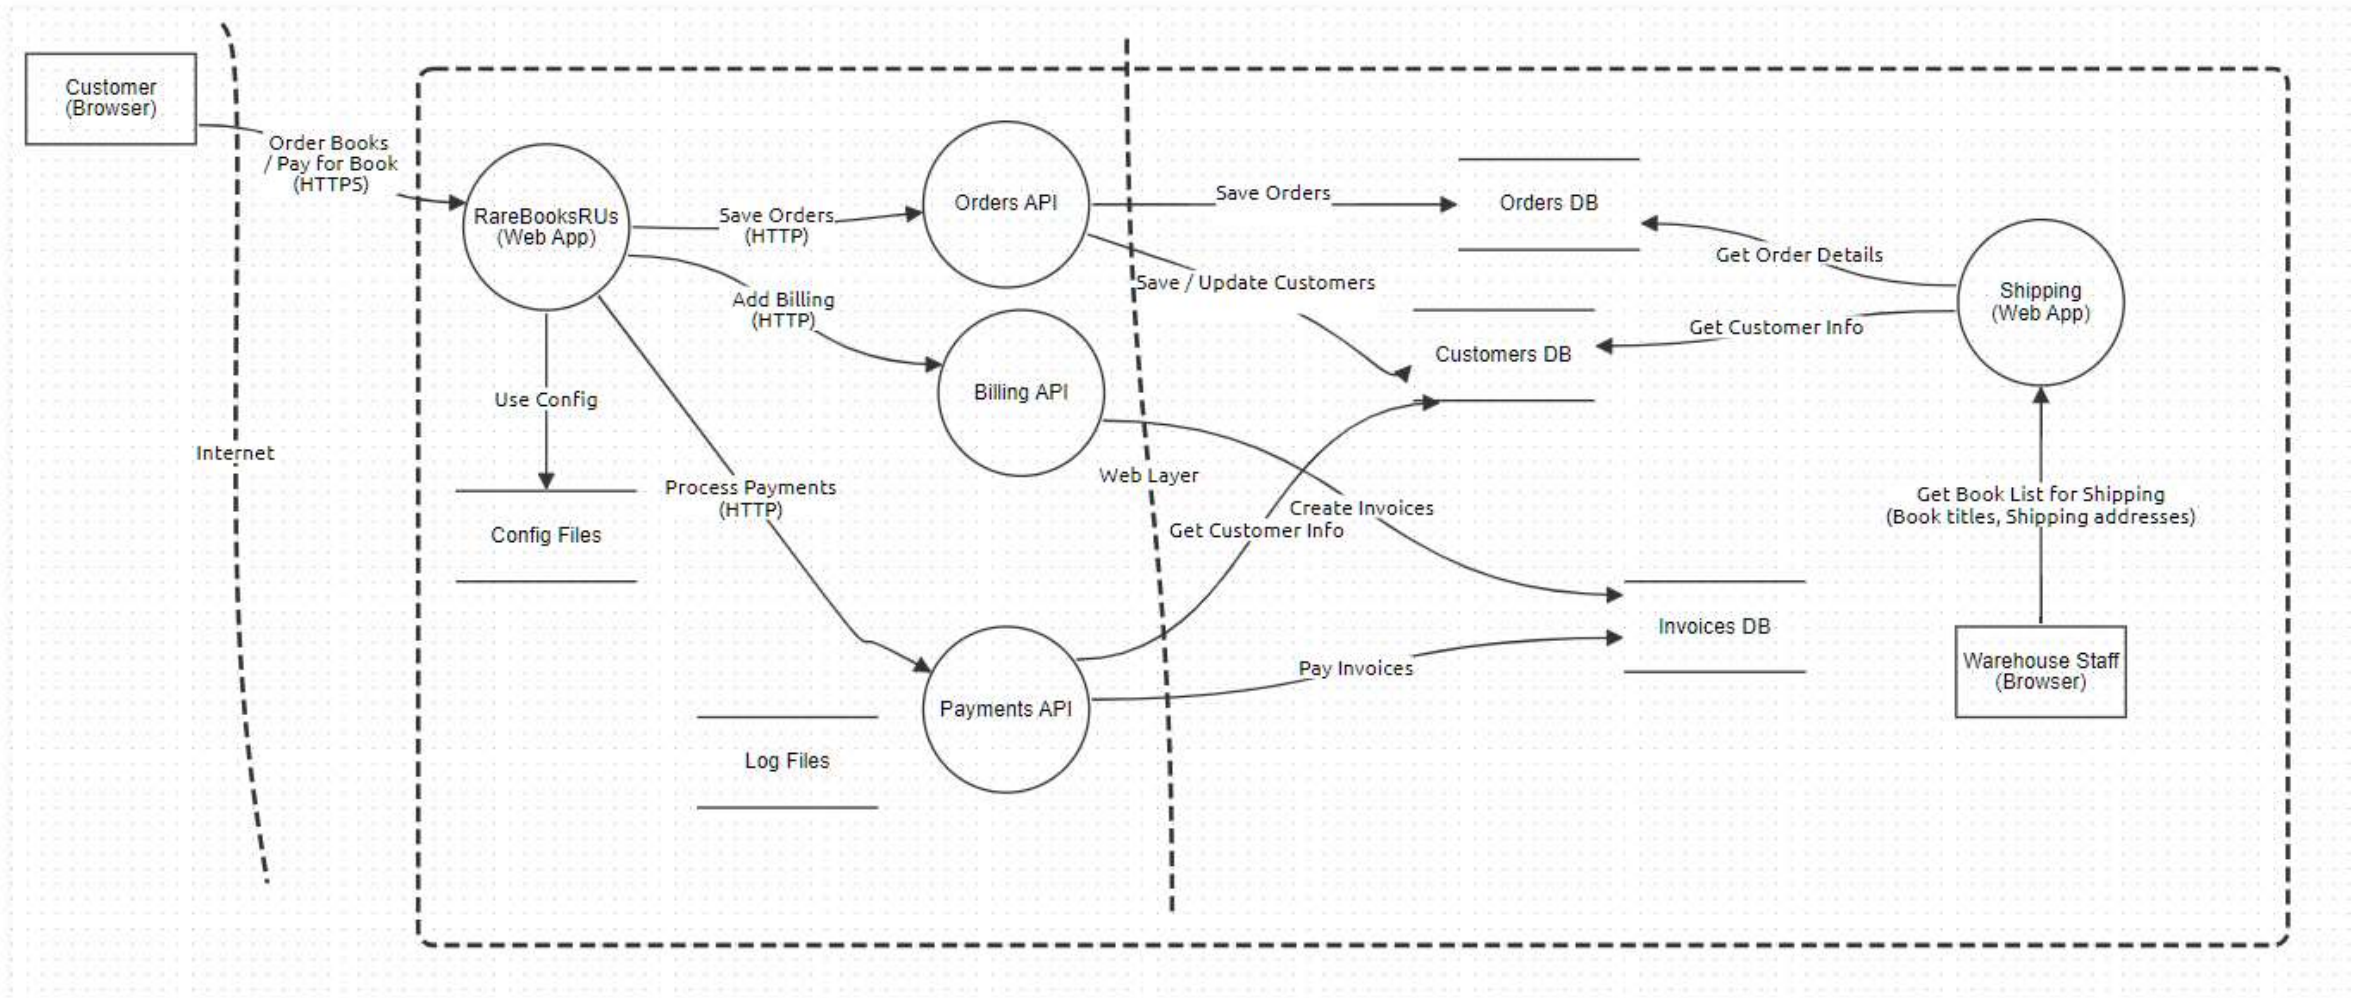 Customer
(Browser)
Order Books
/ Pay for Book
(HTTPS)
Internet
RareBooksRUs
(Web App)
Save Orders
(HTTP)
Add Billing
(HTTP)
Use Config
Config Files
Process Payments
(HTTP)
Log Files
Orders API
Billing API
Payments API
Web Layer
Save Orders
Save / Update Customers
Get Customer Info
Create Invoices
Pay Invoices
Orders DB
Customers DB
Invoices DB
Get Order Details
Get Customer Info
Shipping
(Web App)
Get Book List for Shipping
(Book titles, Shipping addresses)
Warehouse Staff
(Browser)